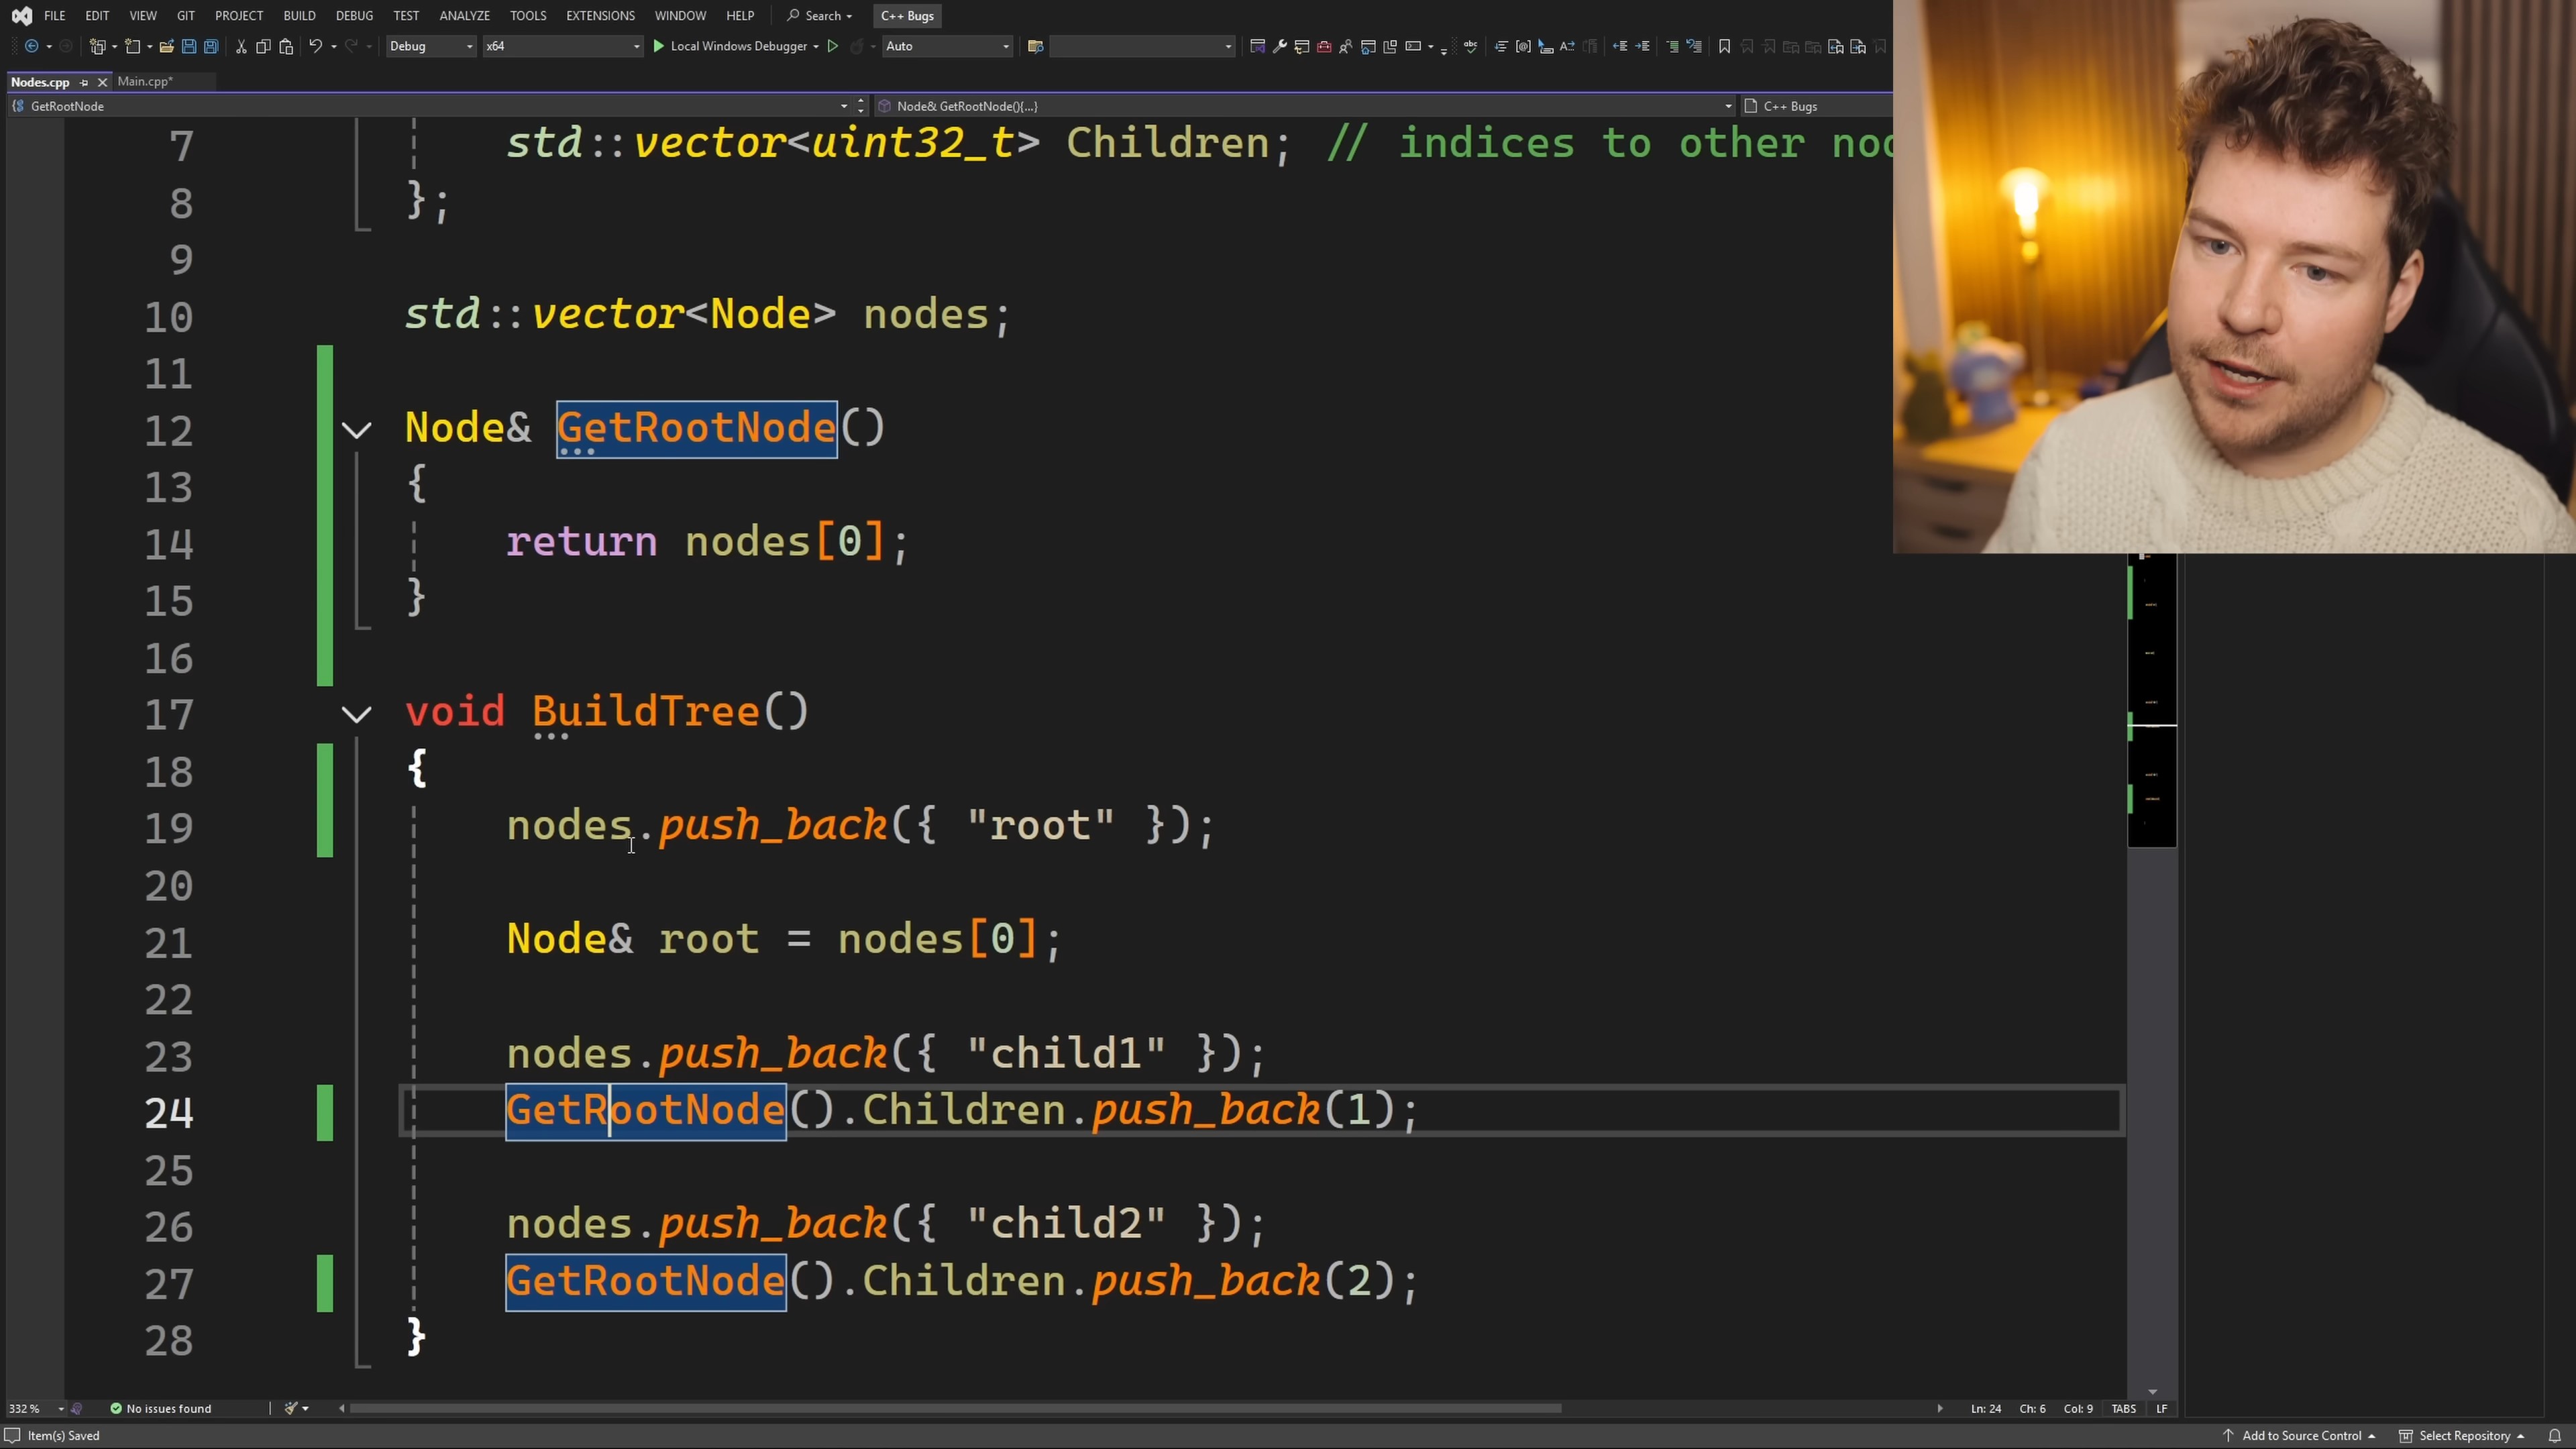 FILE EDIT VIEW GIT PROJECT BUILD DEBUG TEST ANALYZE TOOLS EXTENSIONS WINDOW HELP Search C++ Bugs
Debug x64 Local Windows Debugger Auto
Nodes.cpp Main.cpp*
GetRootNode Node& GetRootNode(){...} C++ Bugs
7 std::vector<uint32_t> Children; // indices to other
8 };
9
10 std::vector<Node> nodes;
11
12 Node& GetRootNode()
13 {
14 return nodes[0];
15 }
16
17 void BuildTree()
18 {
19 nodes.push_back({ "root" });
20
21 Node& root = nodes[0];
22
23 nodes.push_back({ "child1" });
24 GetRootNode().Children.push_back(1);
25
26 nodes.push_back({ "child2" });
27 GetRootNode().Children.push_back(2);
28 }
332 % No issues found Ln: 24 Ch: 6 Col: 9 TABS LF
Item(s) Saved Add to Source Control Select Repository